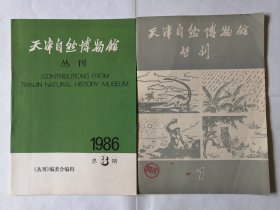 天津自然博物馆
丛刊
CONTRIBUTIONS FROM
TIANJIN NATURAL HISTORY MUSEUM
1986
总 3 期
《丛刊》编委会编辑
天津自然博物馆
丛刊
1